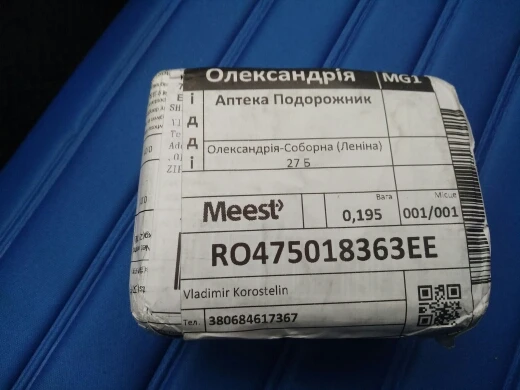 Олександрія
MG1
Аптека Подорожник
Олександрія-Соборна (Леніна)
27 Б
і
д
д
і
Meest
Вага
0,195
Місце
001/001
RO475018363EE
Vladimir Korostelin
Тел.
380684617367